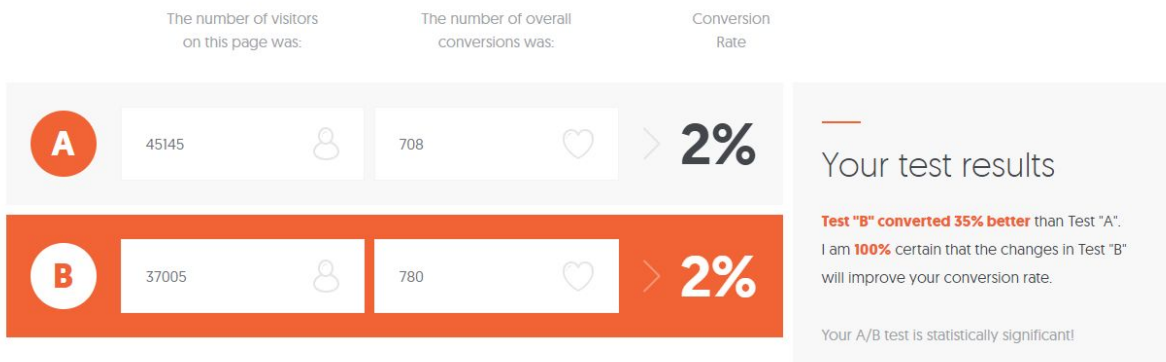 The number of visitors
on this page was:
The number of overall
conversions was:
Conversion
Rate
A
45145
708
2%
B
37005
780
2%
Your test results
Test "B" converted 35% better than Test "A".
I am 100% certain that the changes in Test "B"
will improve your conversion rate.
Your A/B test is statistically significant!